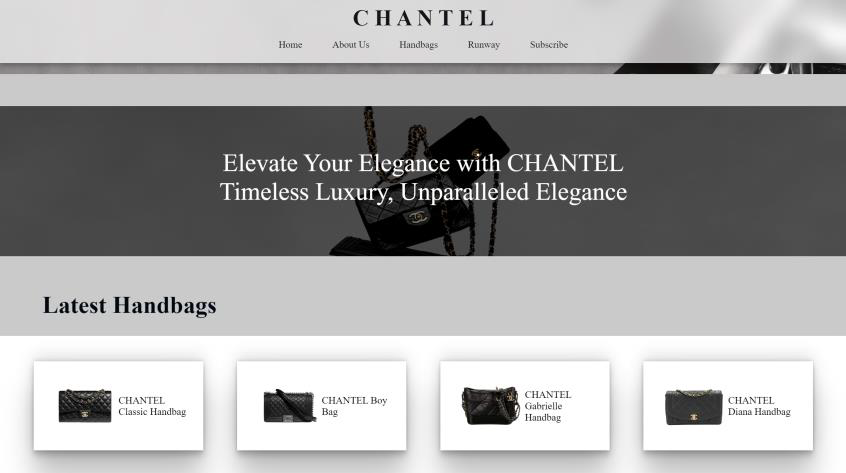 CHANTEL
Home About Us Handbags Runway Subscribe
Elevate Your Elegance with CHANTEL
Timeless Luxury, Unparalleled Elegance
Latest Handbags
CHANTEL
Classic Handbag
CHANTEL Boy
Bag
CHANTEL
Gabrielle
Handbag
CHANTEL
Diana Handbag